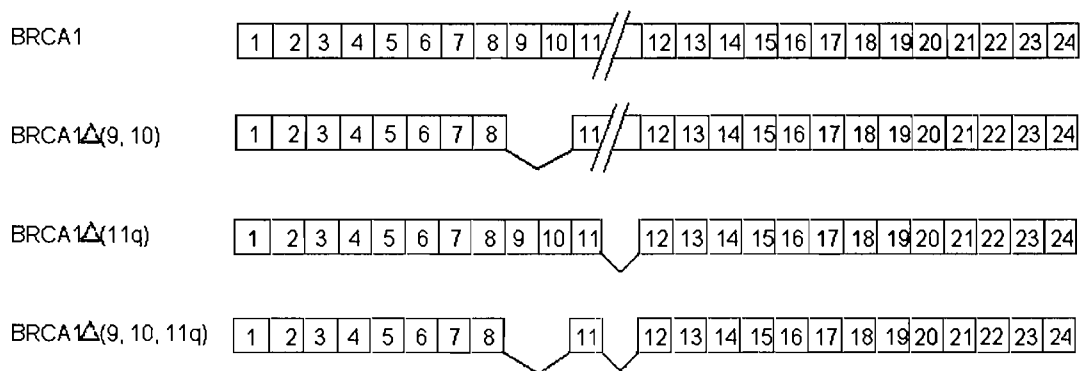 BRCA1 1 2 3 4 5 6 7 8 9 10 11 12 13 14 15 16 17 18 19 20 21 22 23 24
BRCA1Δ(9, 10) 1 2 3 4 5 6 7 8 11 12 13 14 15 16 17 18 19 20 21 22 23 24
BRCA1Δ(11q) 1 2 3 4 5 6 7 8 9 10 11 12 13 14 15 16 17 18 19 20 21 22 23 24
BRCA1Δ(9, 10, 11q) 1 2 3 4 5 6 7 8 11 12 13 14 15 16 17 18 19 20 21 22 23 24